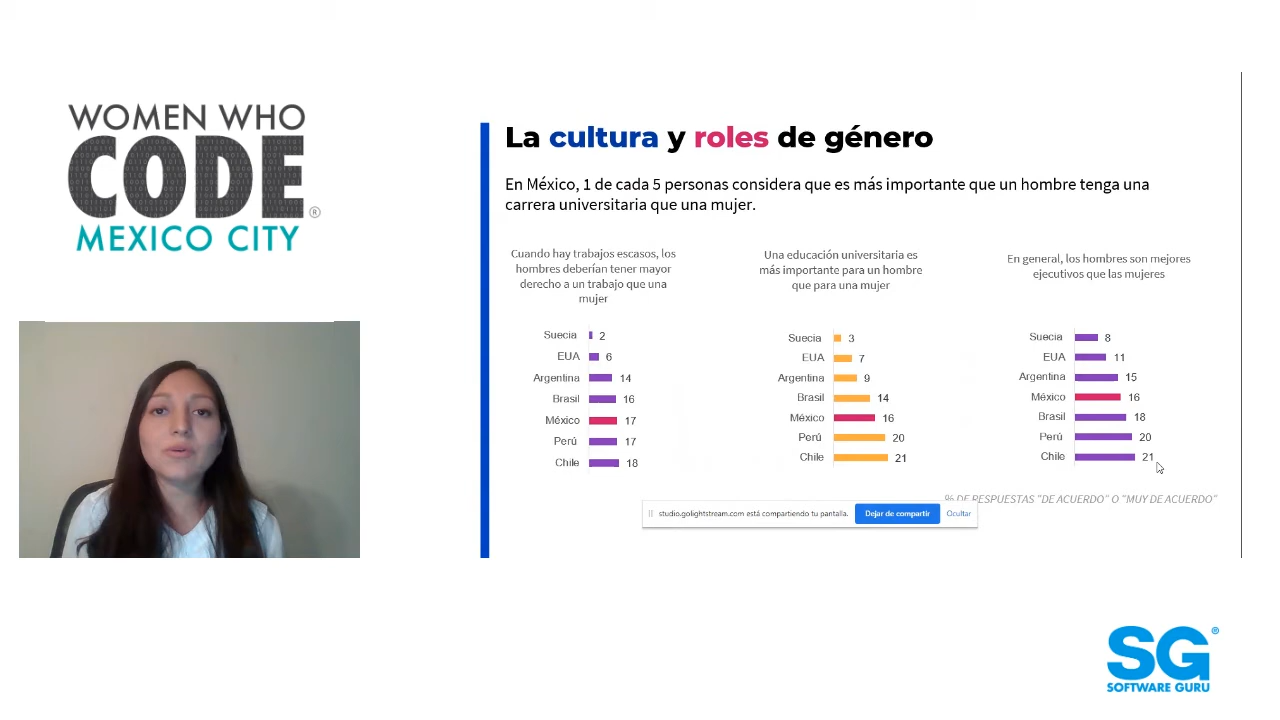 WOMEN WHO
CODE
®
MEXICO CITY
La cultura y roles de género
En México, 1 de cada 5 personas considera que es más importante que un hombre tenga una
carrera universitaria que una mujer.
Cuando hay trabajos escasos, los
hombres deberían tener mayor
derecho a un trabajo que una
mujer
Suecia 2
EUA 6
Argentina 14
Brasil 16
México 17
Perú 17
Chile 18
Una educación universitaria es
más importante para un hombre
que para una mujer
Suecia 3
EUA 7
Argentina 9
Brasil 14
México 16
Perú 20
Chile 21
En general, los hombres son mejores
ejecutivos que las mujeres
Suecia 8
EUA 11
Argentina 15
México 16
Brasil 18
Perú 20
Chile 21
% DE RESPUESTAS "DE ACUERDO" O "MUY DE ACUERDO"
studio.golightstream.com está compartiendo tu pantalla. Dejar de compartir Ocultar
SG®
SOFTWARE GURU